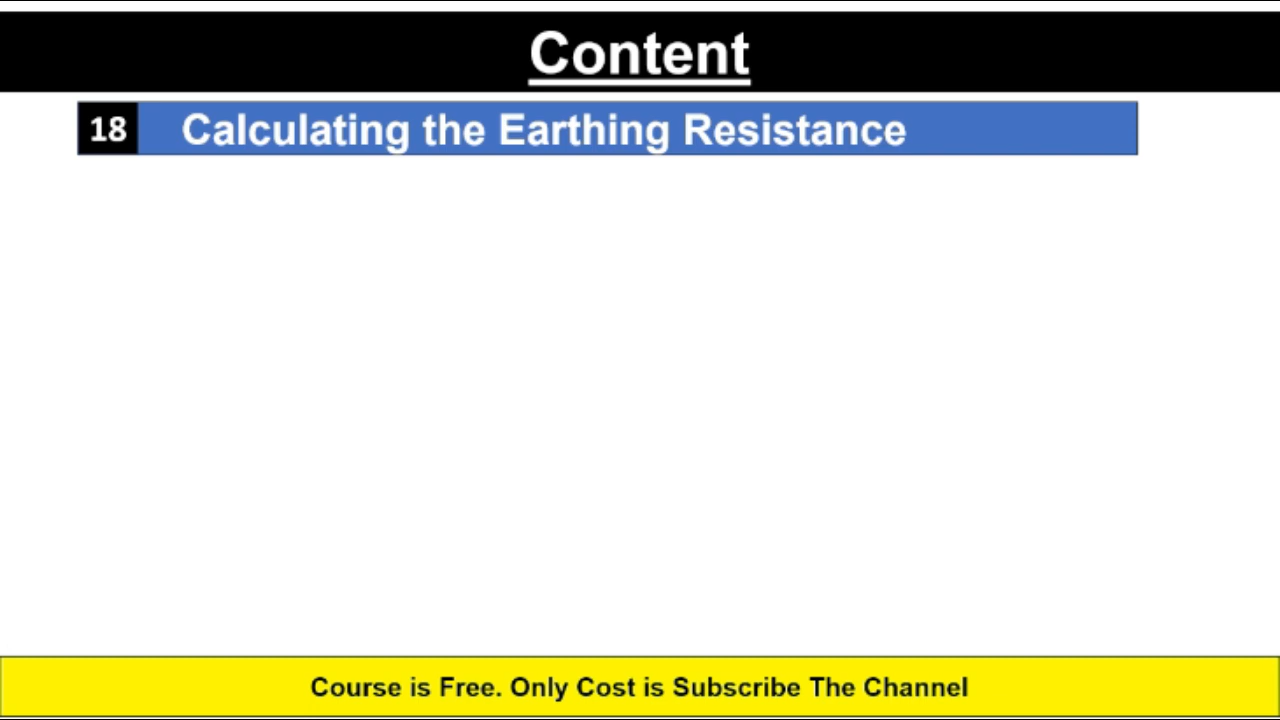 Content
18 Calculating the Earthing Resistance
Course is Free. Only Cost is Subscribe The Channel